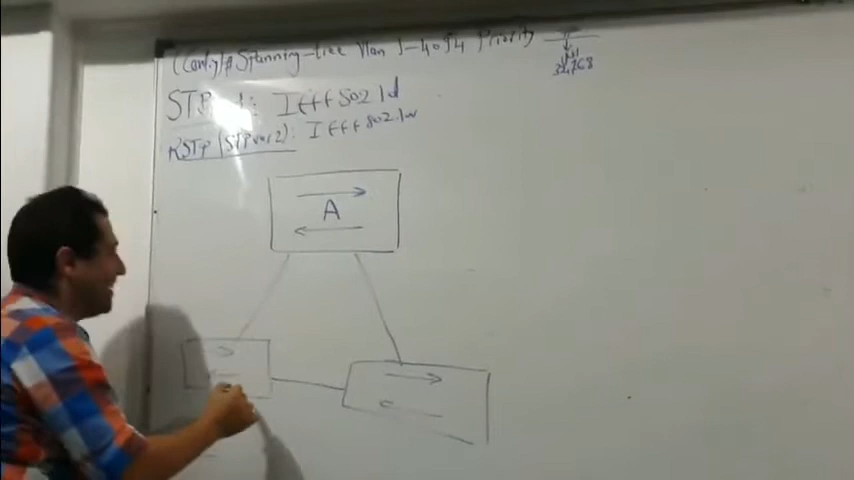 (Config)# Spanning-tree Vlan 1-4094 Priority
32768
STP : IEEE 802.1d
RSTP (STP ver2): IEEE 802.1w
A